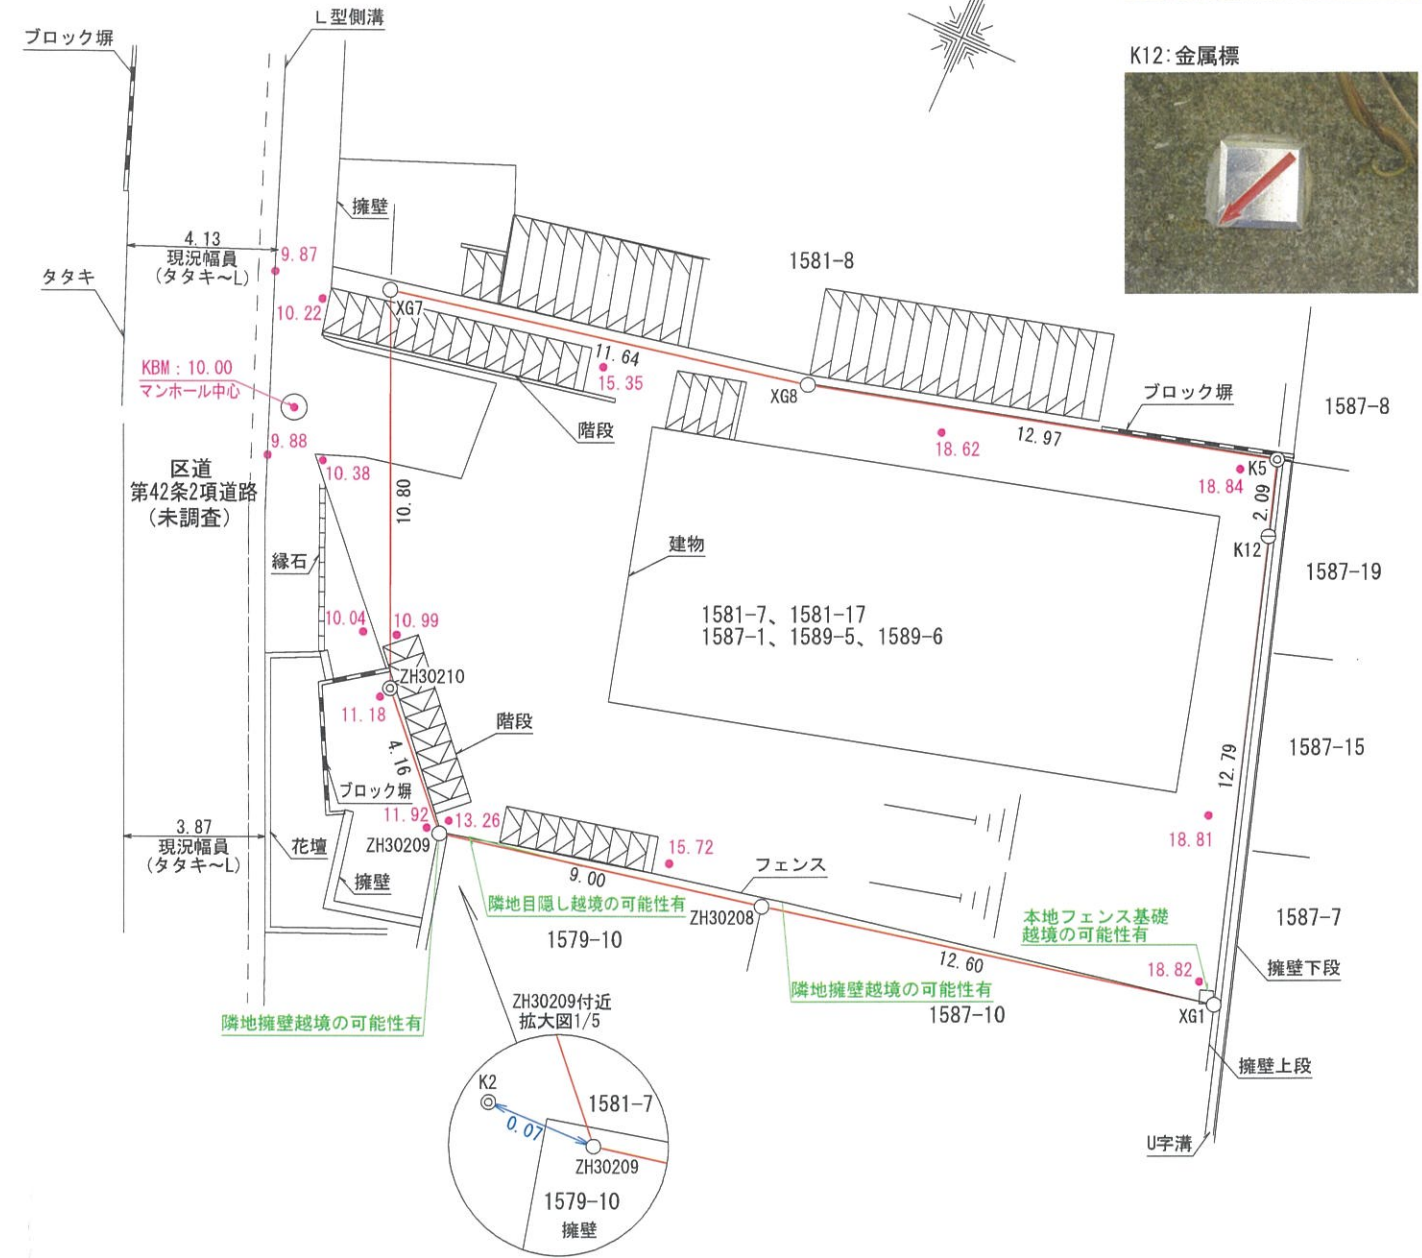 L型側溝
ブロック塀
K12:金属標
擁壁
4.13
現況幅員
(タタキ～L)
9.87
1581-8
タタキ
10.22
XG7
11.64
15.35
KBM:10.00
マンホール中心
XG8
ブロック塀
1587-8
階段
12.97
9.88
18.62
区道
第42条2項道路
(未調査)
10.38
K5
18.84
2.09
10.80
建物
K12
縁石
1587-19
1581-7、1581-17
1587-1、1589-5、1589-6
10.04
10.99
ZH30210
11.18
階段
1587-15
4.16
12.79
ブロック塀
11.92
13.26
18.81
3.87
現況幅員
(タタキ～L)
花壇
ZH30209
15.72
フェンス
擁壁
9.00
隣地目隠し越境の可能性有
ZH30208
本地フェンス基礎
越境の可能性有
1587-7
1579-10
12.60
18.82
擁壁下段
隣地擁壁越境の可能性有
ZH30209付近
拡大図1/5
隣地擁壁越境の可能性有
1587-10
XG1
擁壁上段
K2
1581-7
0.07
U字溝
ZH30209
1579-10
擁壁